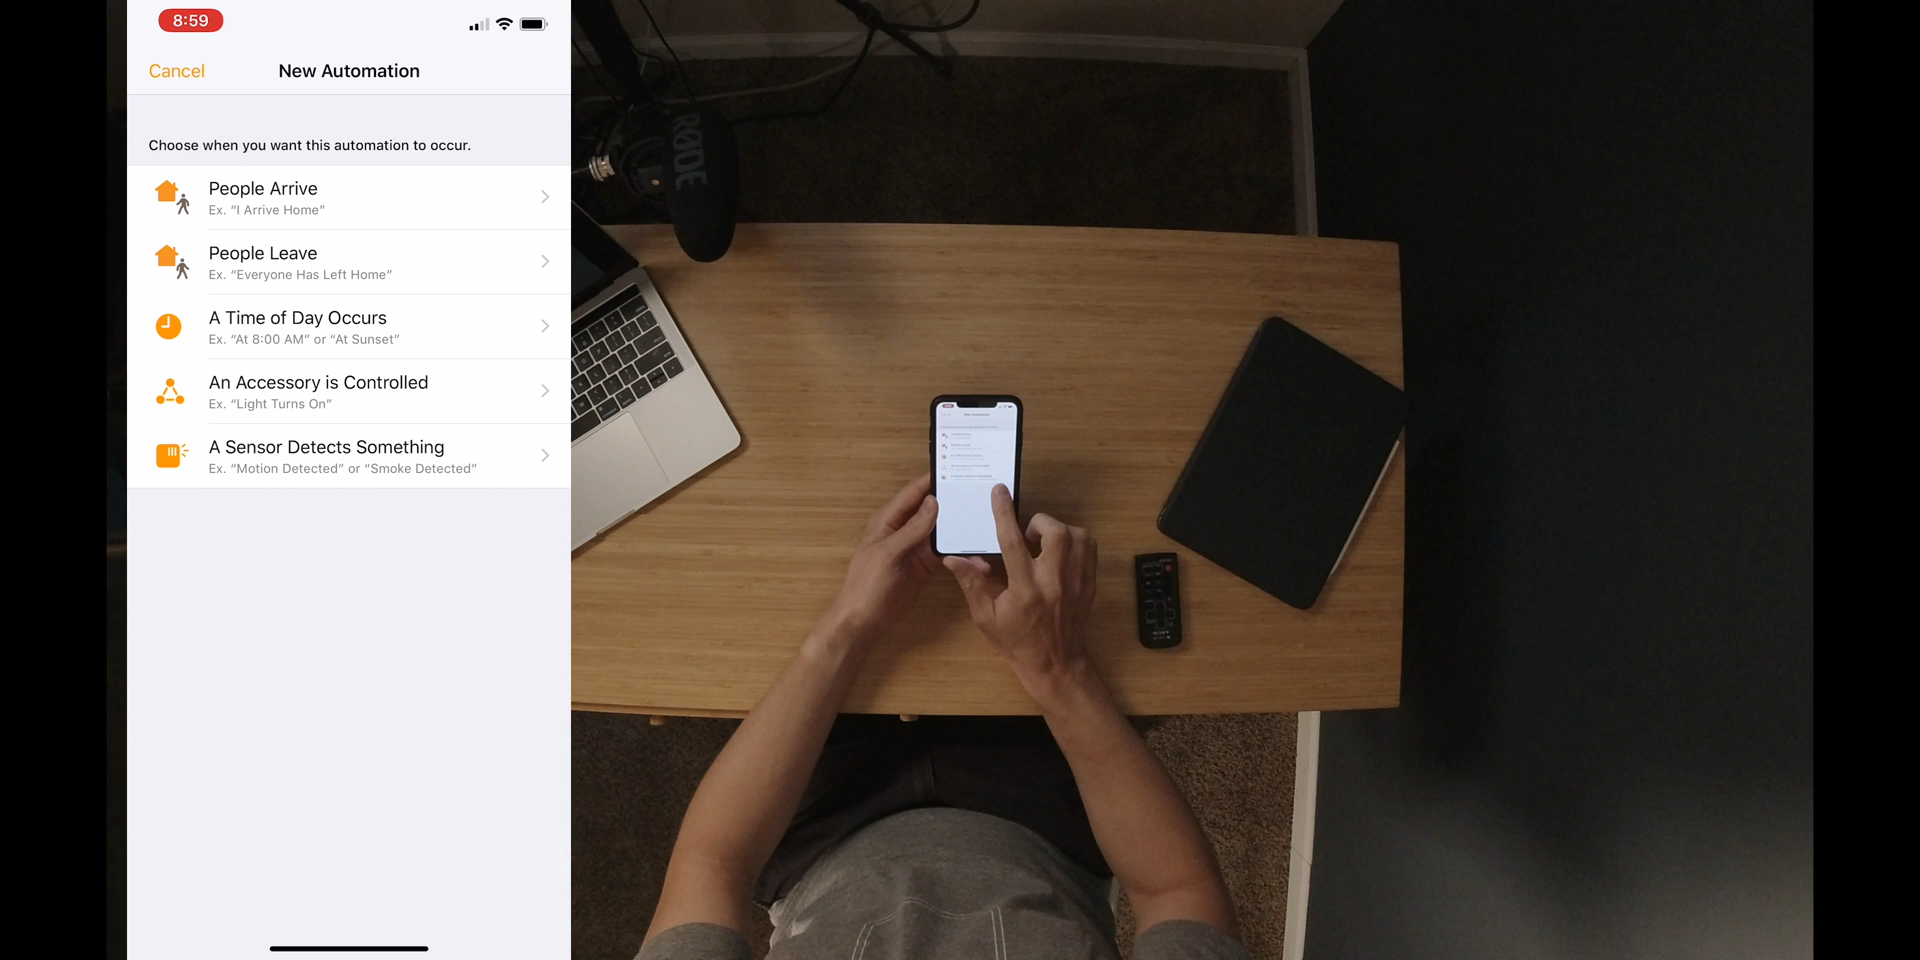 8:59
Cancel
New Automation
Choose when you want this automation to occur.
People Arrive
Ex. “I Arrive Home”
People Leave
Ex. “Everyone Has Left Home”
A Time of Day Occurs
Ex. “At 8:00 AM” or “At Sunset”
An Accessory is Controlled
Ex. “Light Turns On”
A Sensor Detects Something
Ex. “Motion Detected” or “Smoke Detected”
RØDE
SONY